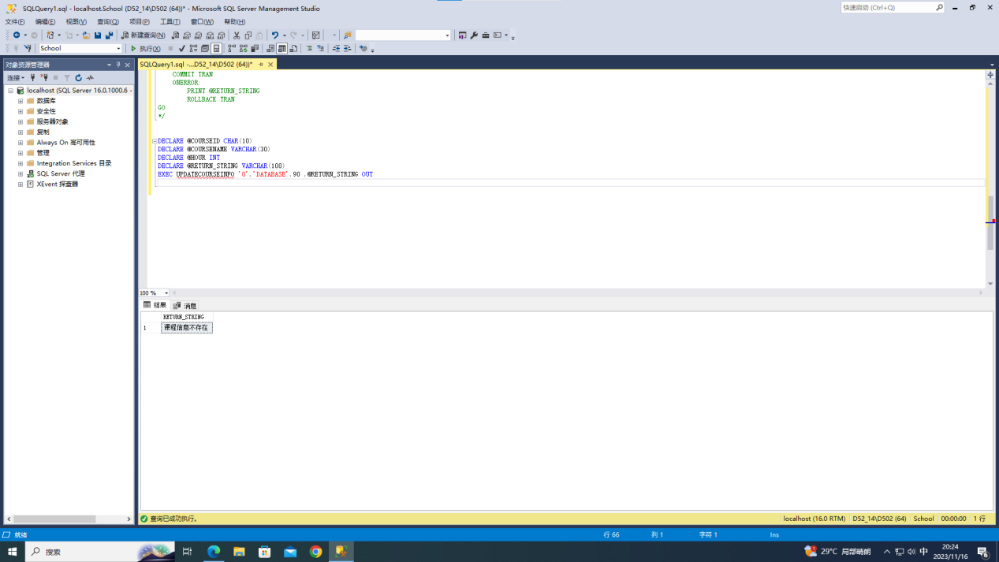 SQLQuery1.sql - localhost.School (D52_14\D502 (64))* - Microsoft SQL Server Management Studio
快速启动 (Ctrl+Q)
文件(F) 编辑(E) 视图(V) 查询(Q) 项目(P) 工具(T) 窗口(W) 帮助(H)
新建查询(N)
School 执行(X)
对象资源管理器
SQLQuery1.sql -...D52_14\D502 (64))*
连接
localhost (SQL Server 16.0.1000.6 -
数据库
安全性
服务器对象
复制
Always On 高可用性
管理
Integration Services 目录
SQL Server 代理
XEvent 探查器
COMMIT TRAN
ONERROR:
PRINT @RETURN_STRING
ROLLBACK TRAN
GO
*/
DECLARE @COURSEID CHAR(10)
DECLARE @COURSENAME VARCHAR(30)
DECLARE @HOUR INT
DECLARE @RETURN_STRING VARCHAR(100)
EXEC UPDATECOURSEINFO '0','DATABASE',90 ,@RETURN_STRING OUT
100 %
结果 消息
RETURN_STRING
1 课程信息不存在
查询已成功执行。 localhost (16.0 RTM) D52_14\D502 (64) School 00:00:00 1 行
就绪 行 66 列 1 字符 1 Ins
搜索 29°C 局部晴朗 中 20:24
2023/11/16 6